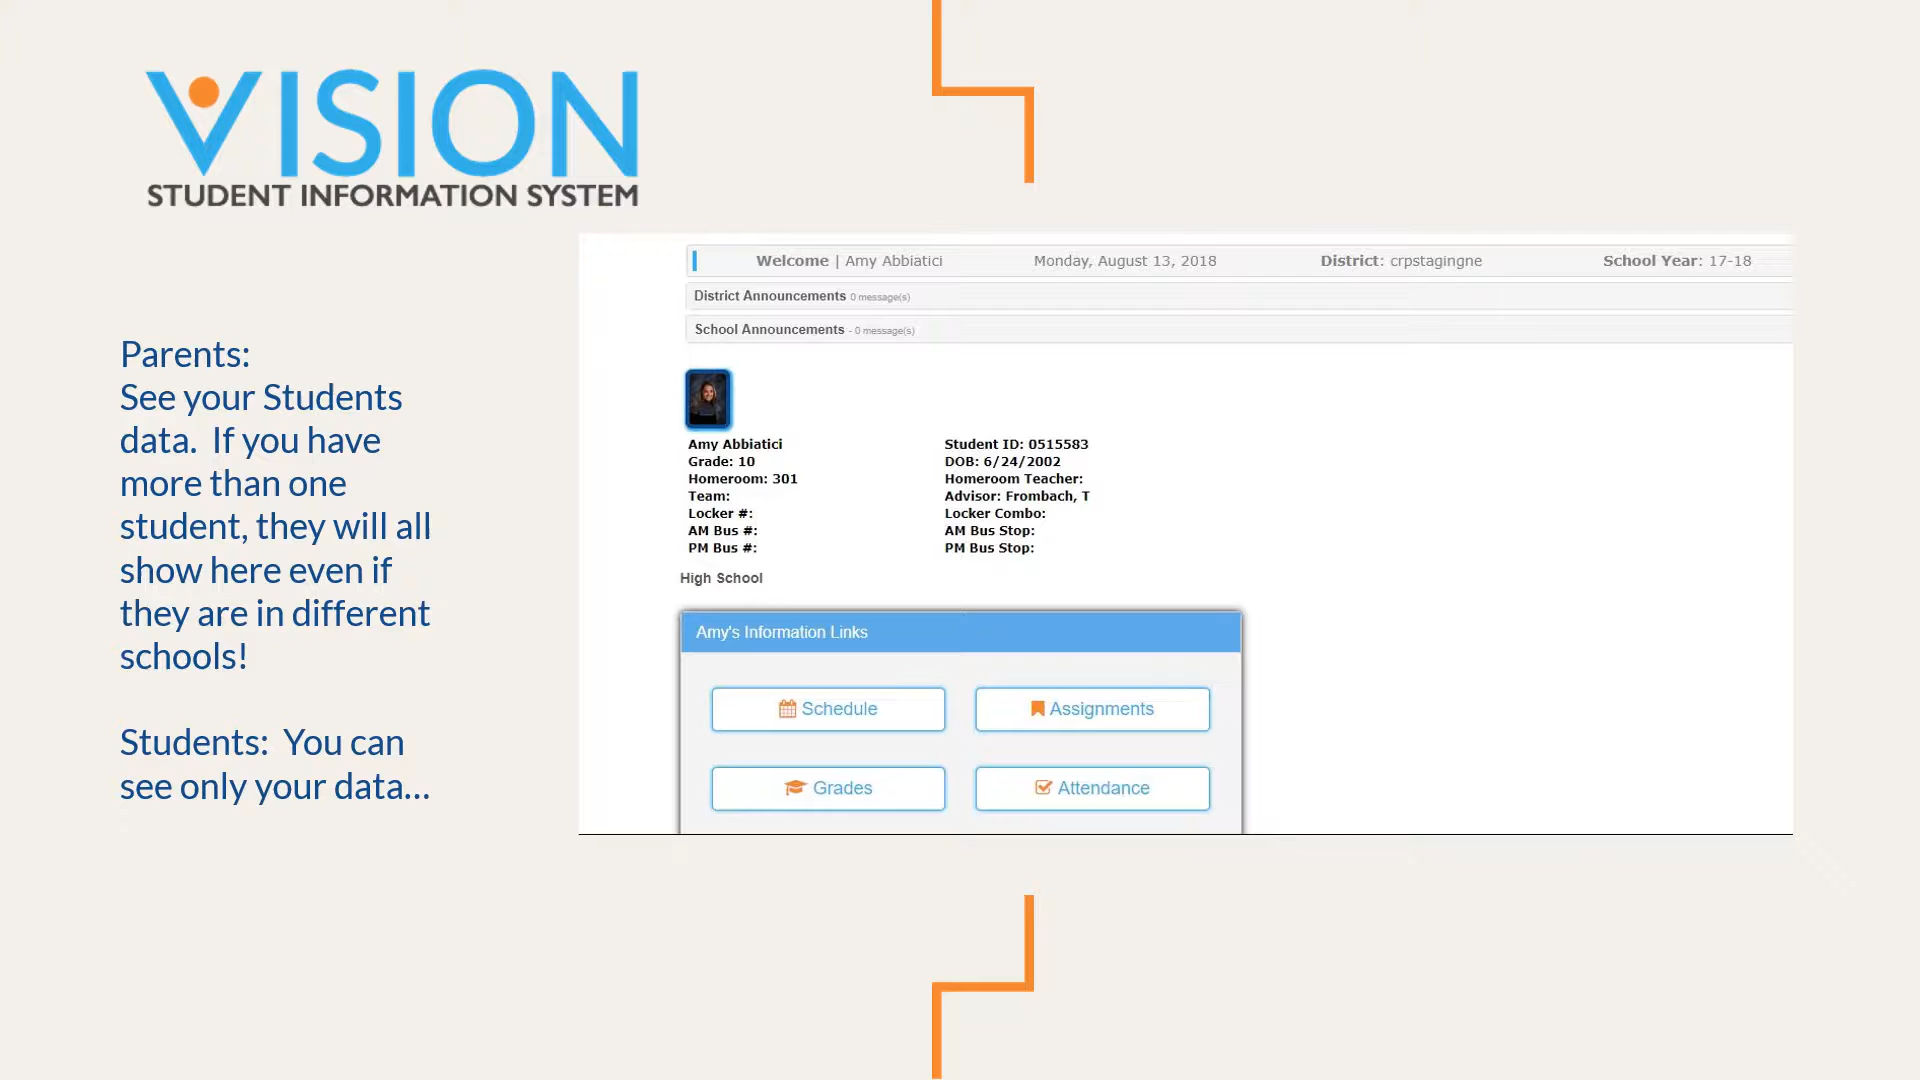 VISION
STUDENT INFORMATION SYSTEM
Parents:
See your Students
data.  If you have
more than one
student, they will all
show here even if
they are in different
schools!
Students:  You can
see only your data...
Welcome | Amy Abbiatici Monday, August 13, 2018 District: crpstagingne School Year: 17-18
District Announcements 0 message(s)
School Announcements - 0 message(s)
Amy Abbiatici Student ID: 0515583
Grade: 10 DOB: 6/24/2002
Homeroom: 301 Homeroom Teacher:
Team: Advisor: Frombach, T
Locker #: Locker Combo:
AM Bus #: AM Bus Stop:
PM Bus #: PM Bus Stop:
High School
Amy's Information Links
Schedule Assignments
Grades Attendance